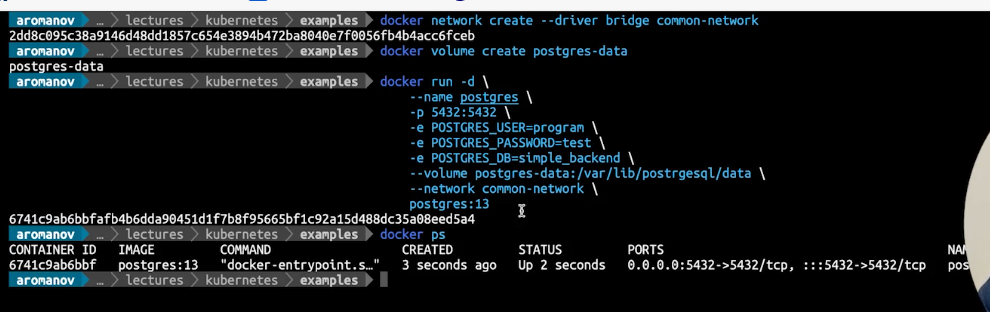 aromanov … lectures kubernetes examples docker network create --driver bridge common-network
2dd8c095c38a9146d48dd1857c654e3894b472ba8040e7f0056fb4b4acc6fceb
aromanov … lectures kubernetes examples docker volume create postgres-data
postgres-data
aromanov … lectures kubernetes examples docker run -d \
--name postgres \
-p 5432:5432 \
-e POSTGRES_USER=program \
-e POSTGRES_PASSWORD=test \
-e POSTGRES_DB=simple_backend \
--volume postgres-data:/var/lib/postrgesql/data \
--network common-network \
postgres:13
6741c9ab6bbfafb4b6dda90451d1f7b8f95665bf1c92a15d488dc35a08eed5a4
aromanov … lectures kubernetes examples docker ps
CONTAINER ID IMAGE COMMAND CREATED STATUS PORTS
6741c9ab6bbf postgres:13 "docker-entrypoint.s…" 3 seconds ago Up 2 seconds 0.0.0.0:5432->5432/tcp, :::5432->5432/tcp pos
aromanov … lectures kubernetes examples